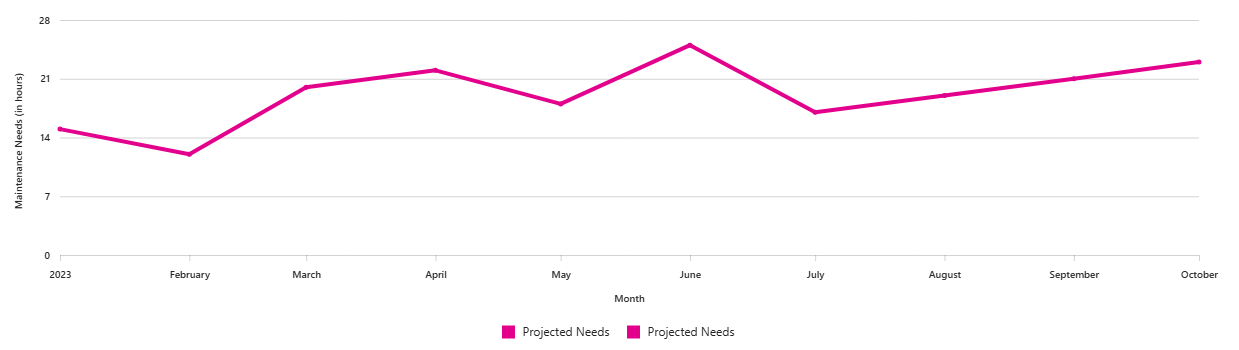 28
21
14
7
0
Maintenance Needs (in hours)
2023 February March April May June July August September October
Month
Projected Needs Projected Needs